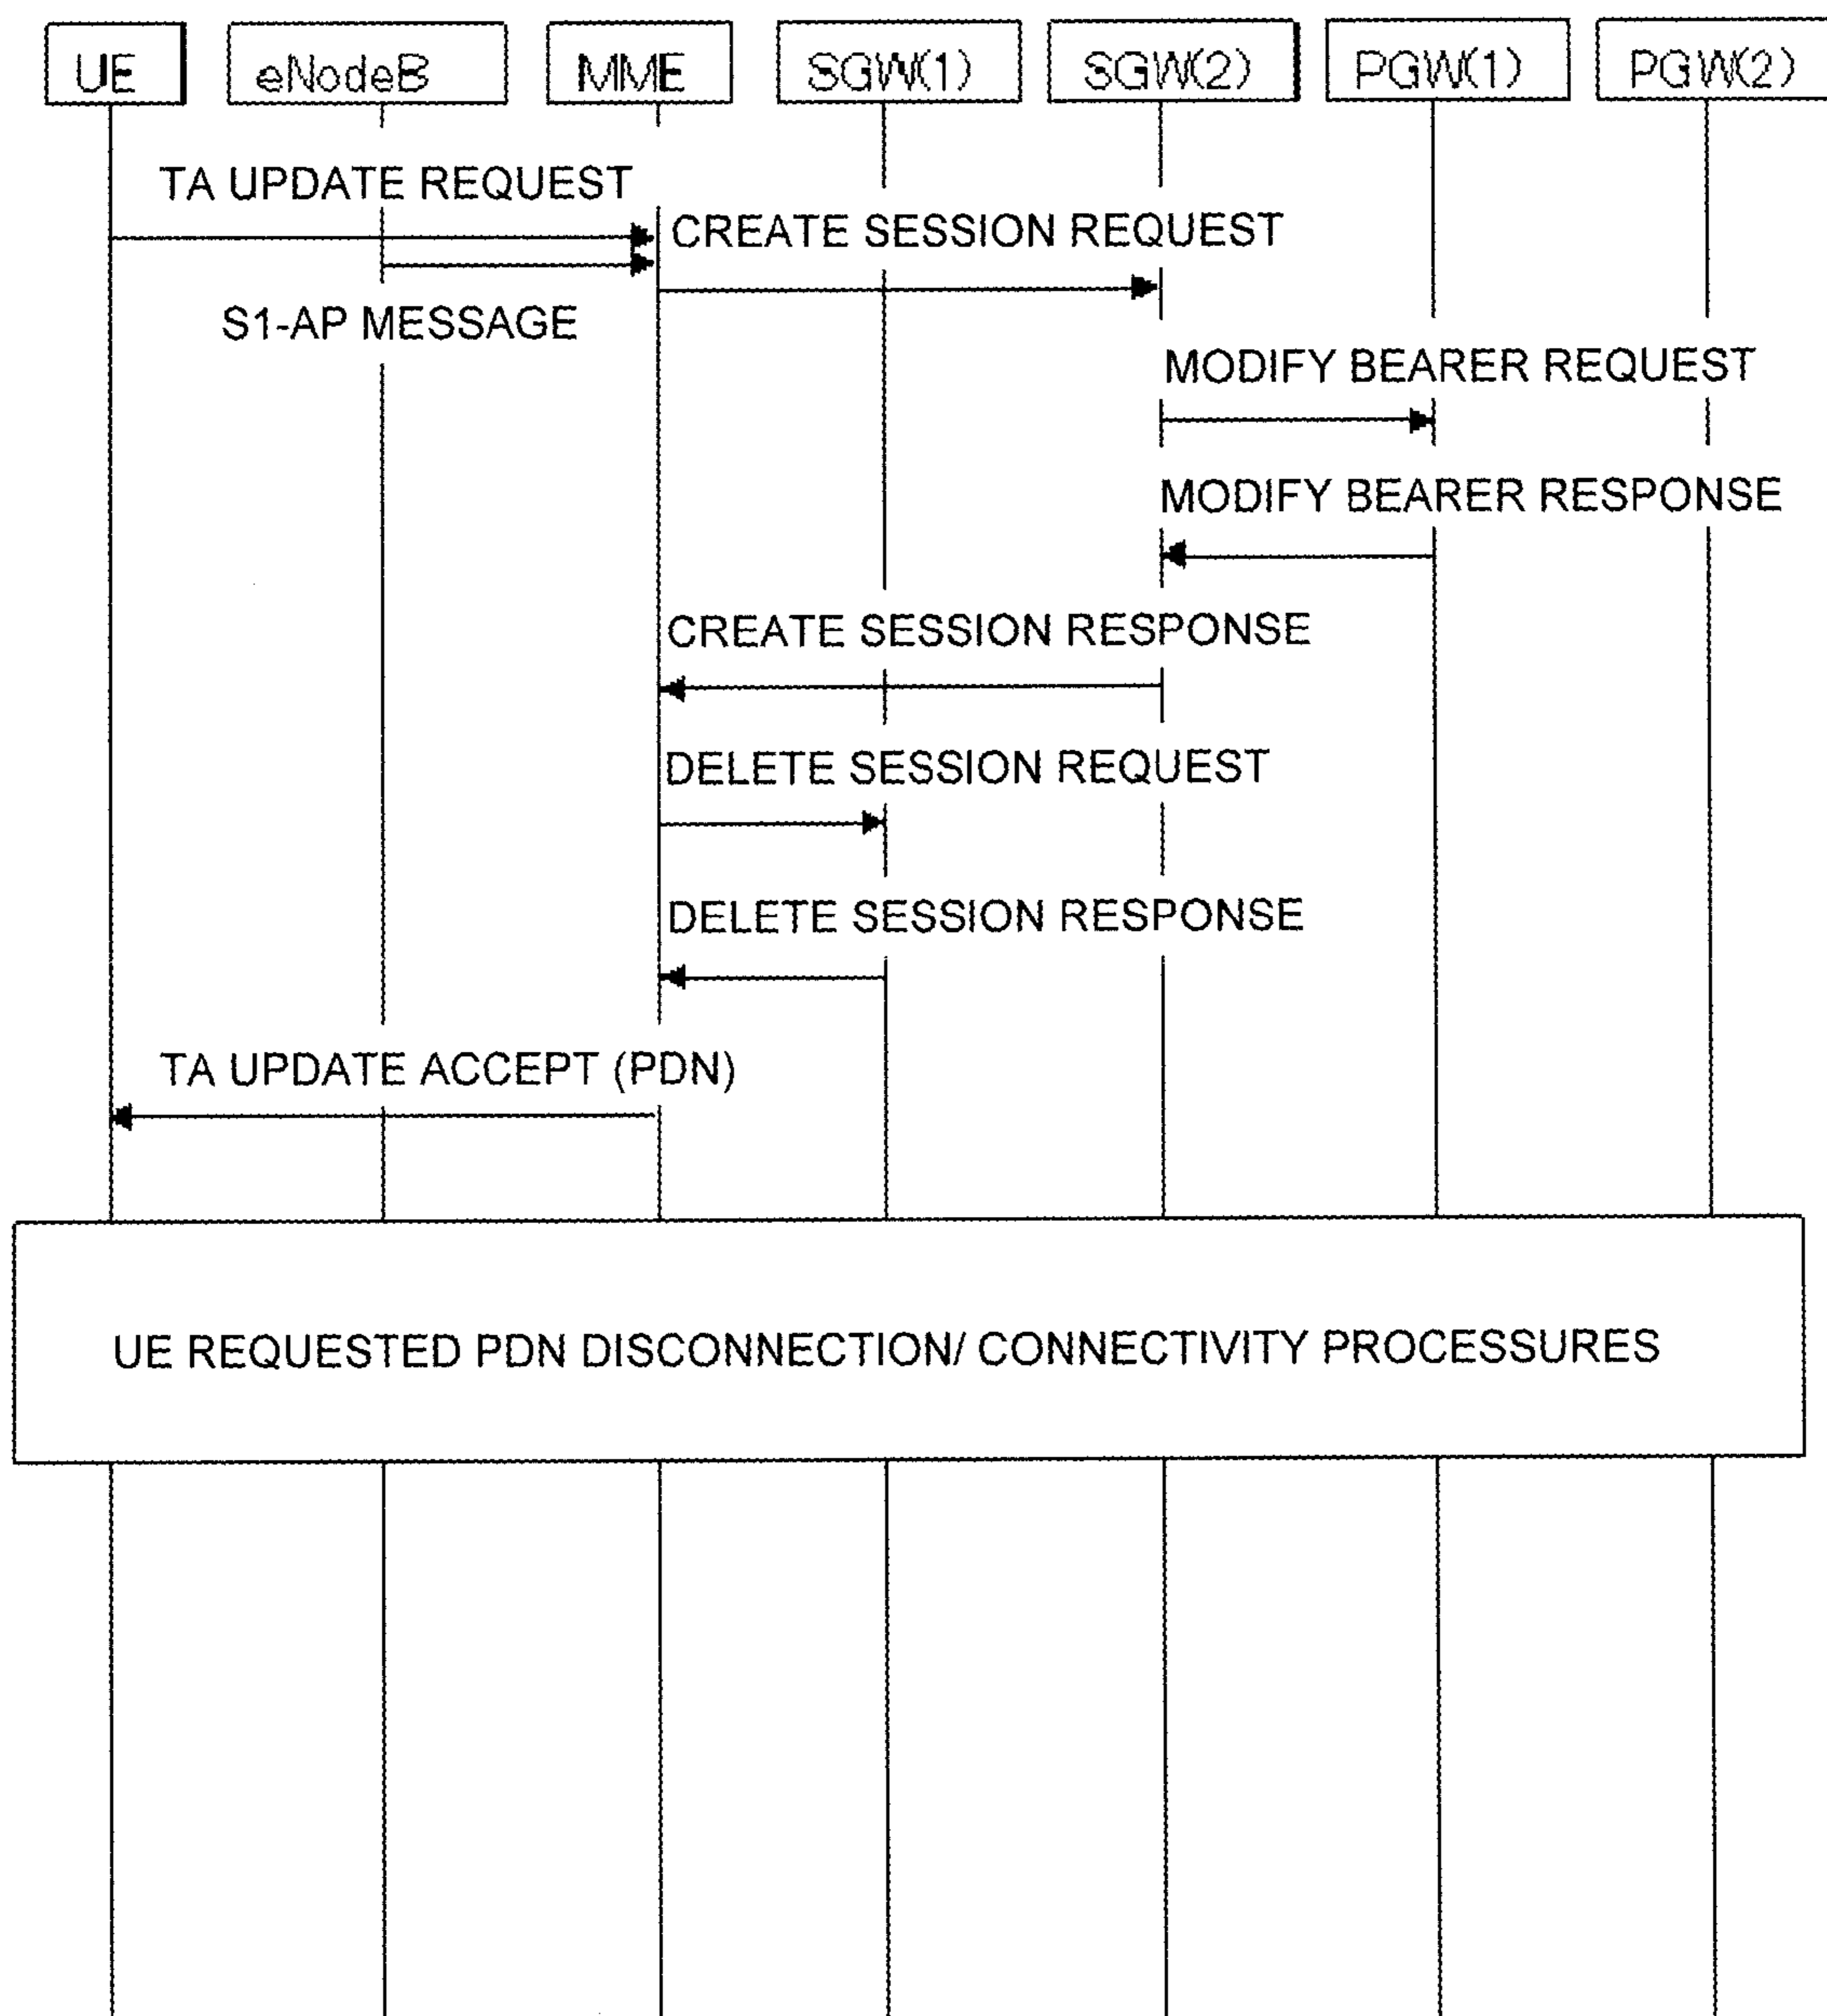 UE eNodeB MME SGW(1) SGW(2) PGW(1) PGW(2)
TA UPDATE REQUEST
CREATE SESSION REQUEST
S1-AP MESSAGE
MODIFY BEARER REQUEST
MODIFY BEARER RESPONSE
CREATE SESSION RESPONSE
DELETE SESSION REQUEST
DELETE SESSION RESPONSE
TA UPDATE ACCEPT (PDN)
UE REQUESTED PDN DISCONNECTION/ CONNECTIVITY PROCESSURES